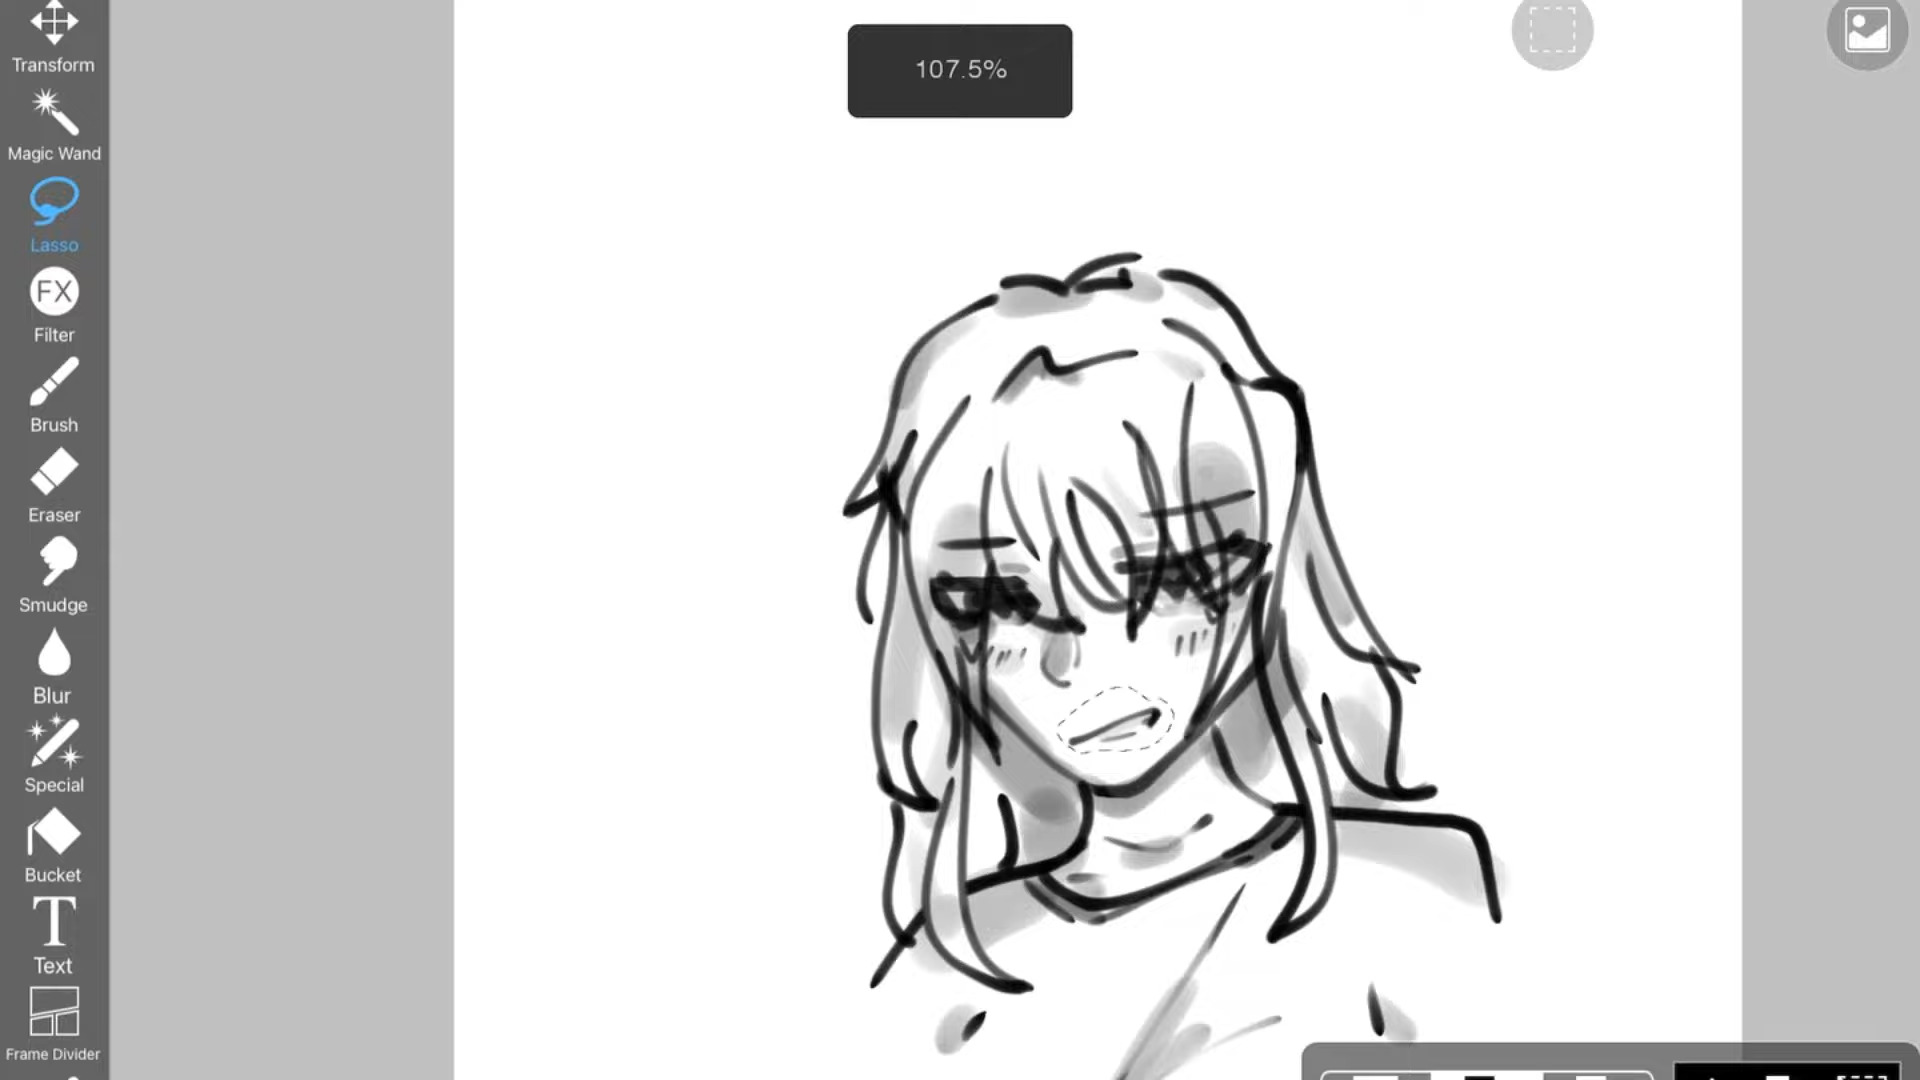 107.5%
Transform
Magic Wand
Lasso
FX
Filter
Brush
Eraser
Smudge
Blur
Special
Bucket
T
Text
Frame Divider